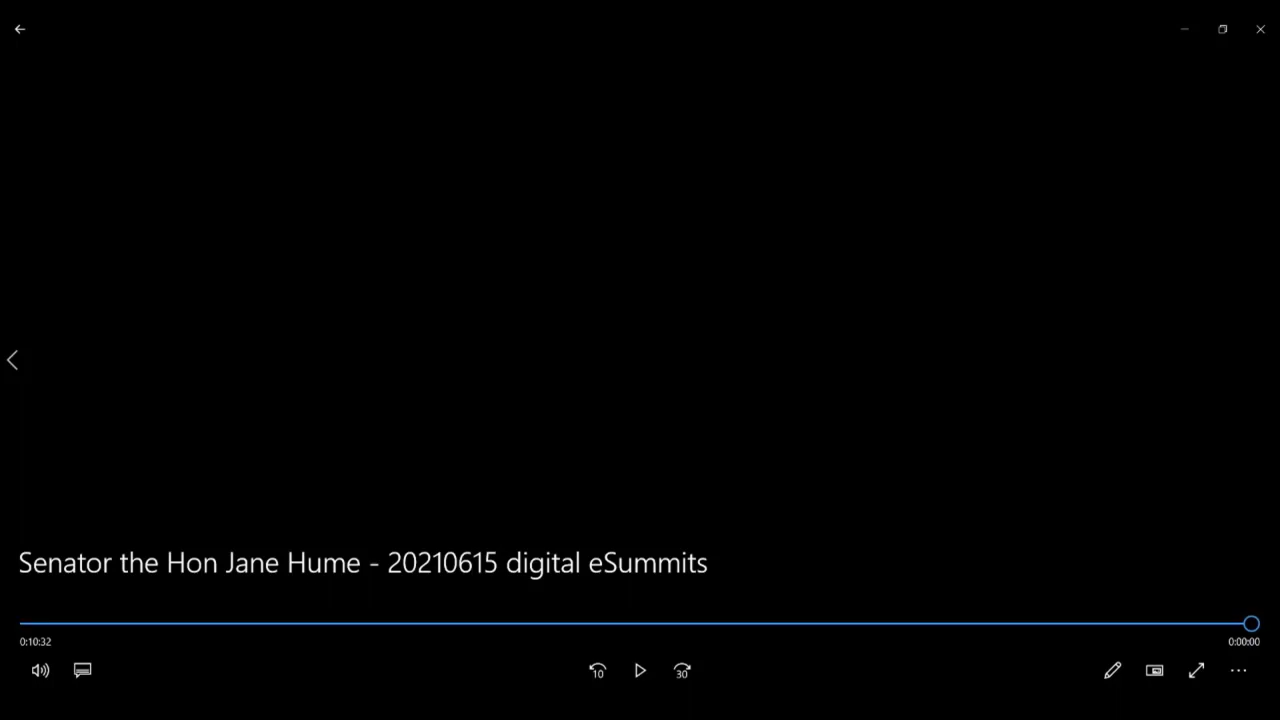 Senator the Hon Jane Hume - 20210615 digital eSummits
0:10:32
0:00:00
10
30